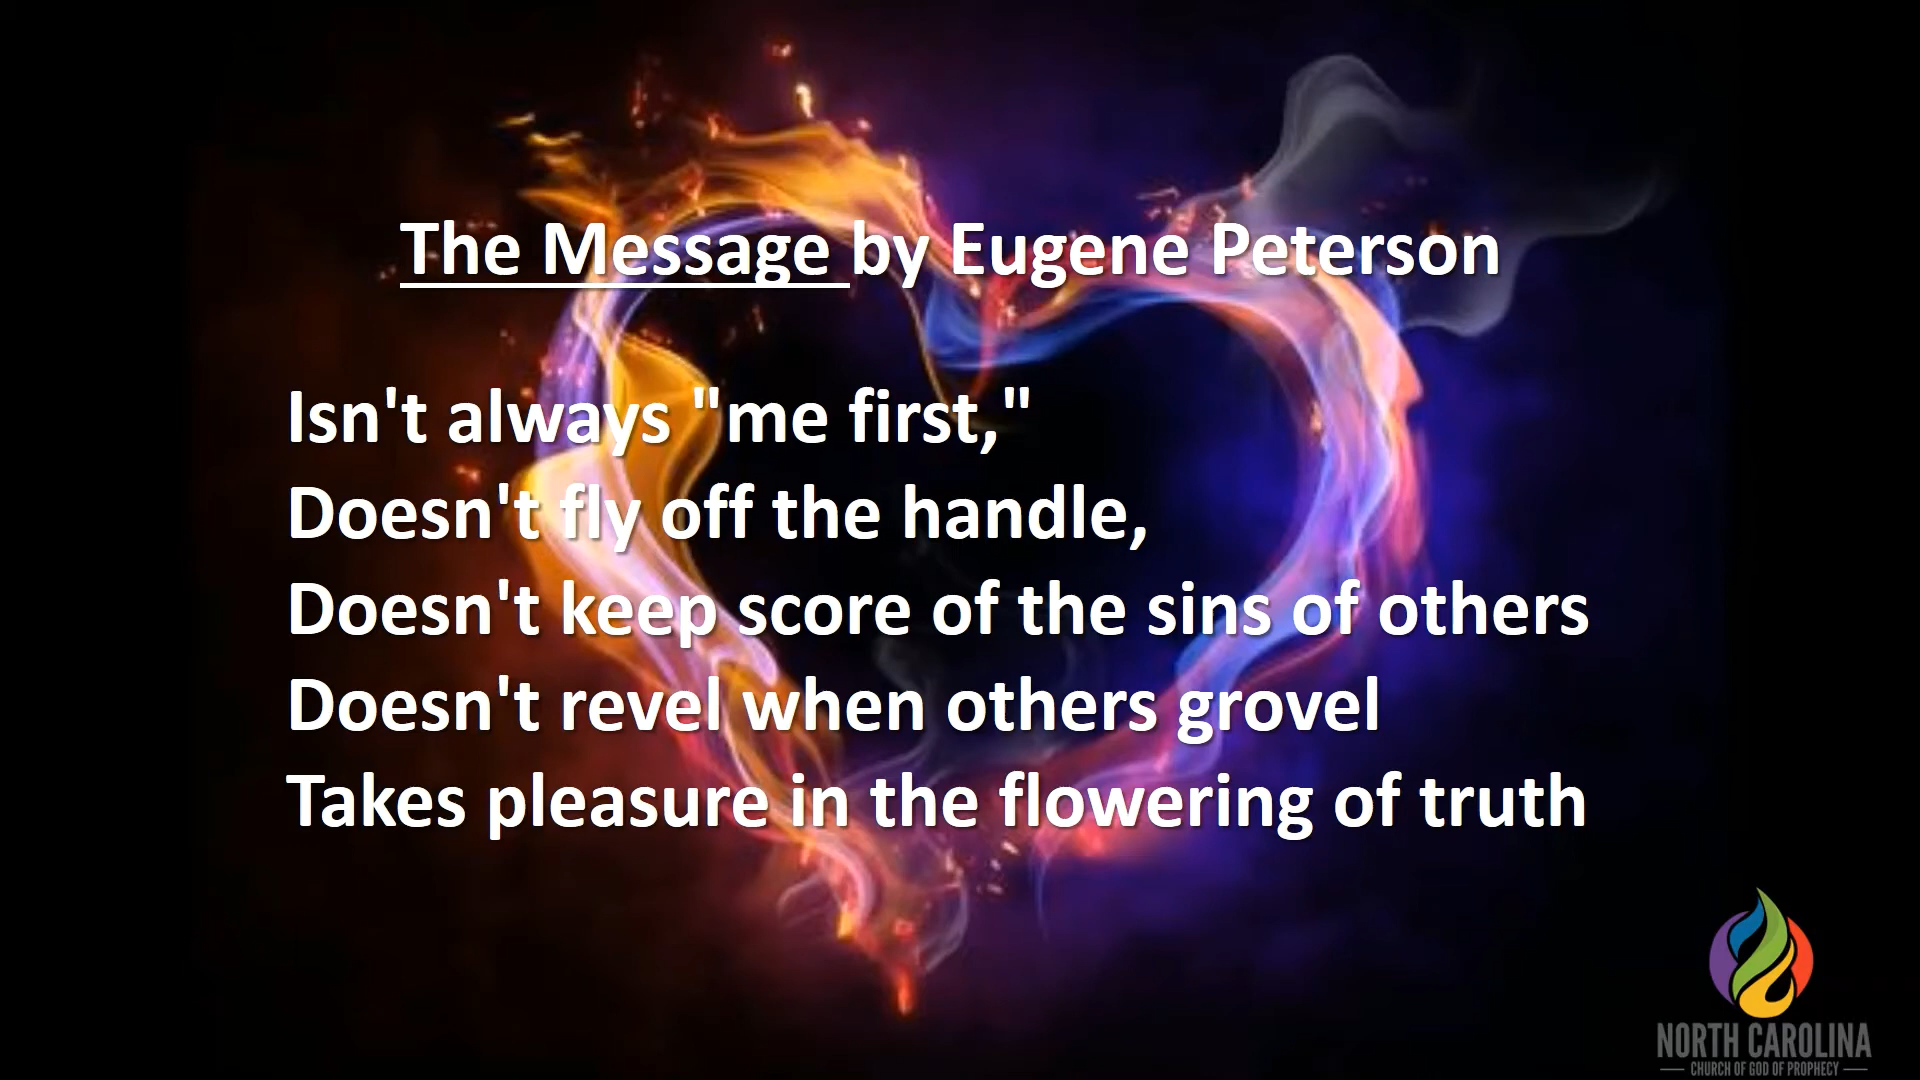 The Message by Eugene Peterson
Isn't always "me first,"
Doesn't fly off the handle,
Doesn't keep score of the sins of others
Doesn't revel when others grovel
Takes pleasure in the flowering of truth
NORTH CAROLINA
CHURCH OF GOD OF PROPHECY